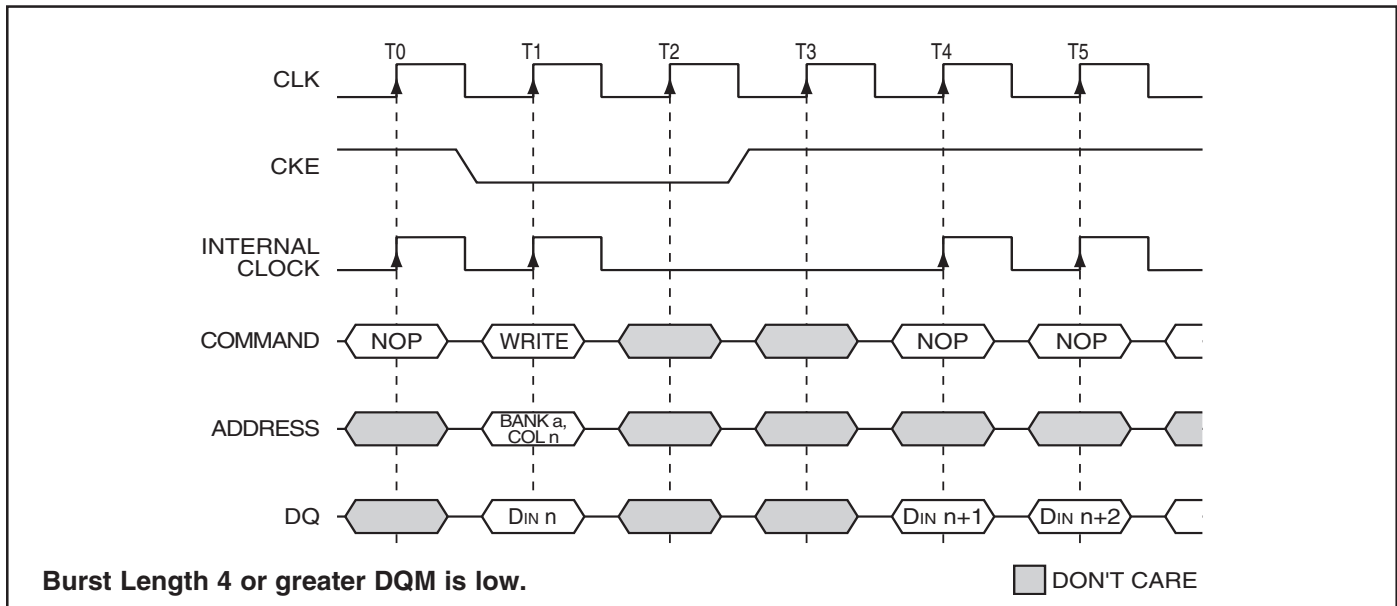 T0 T1 T2 T3 T4 T5
CLK
CKE
INTERNAL
CLOCK
COMMAND NOP WRITE NOP NOP
ADDRESS BANK a,
COL n
DQ DIN n DIN n+1 DIN n+2
Burst Length 4 or greater DQM is low. DON'T CARE